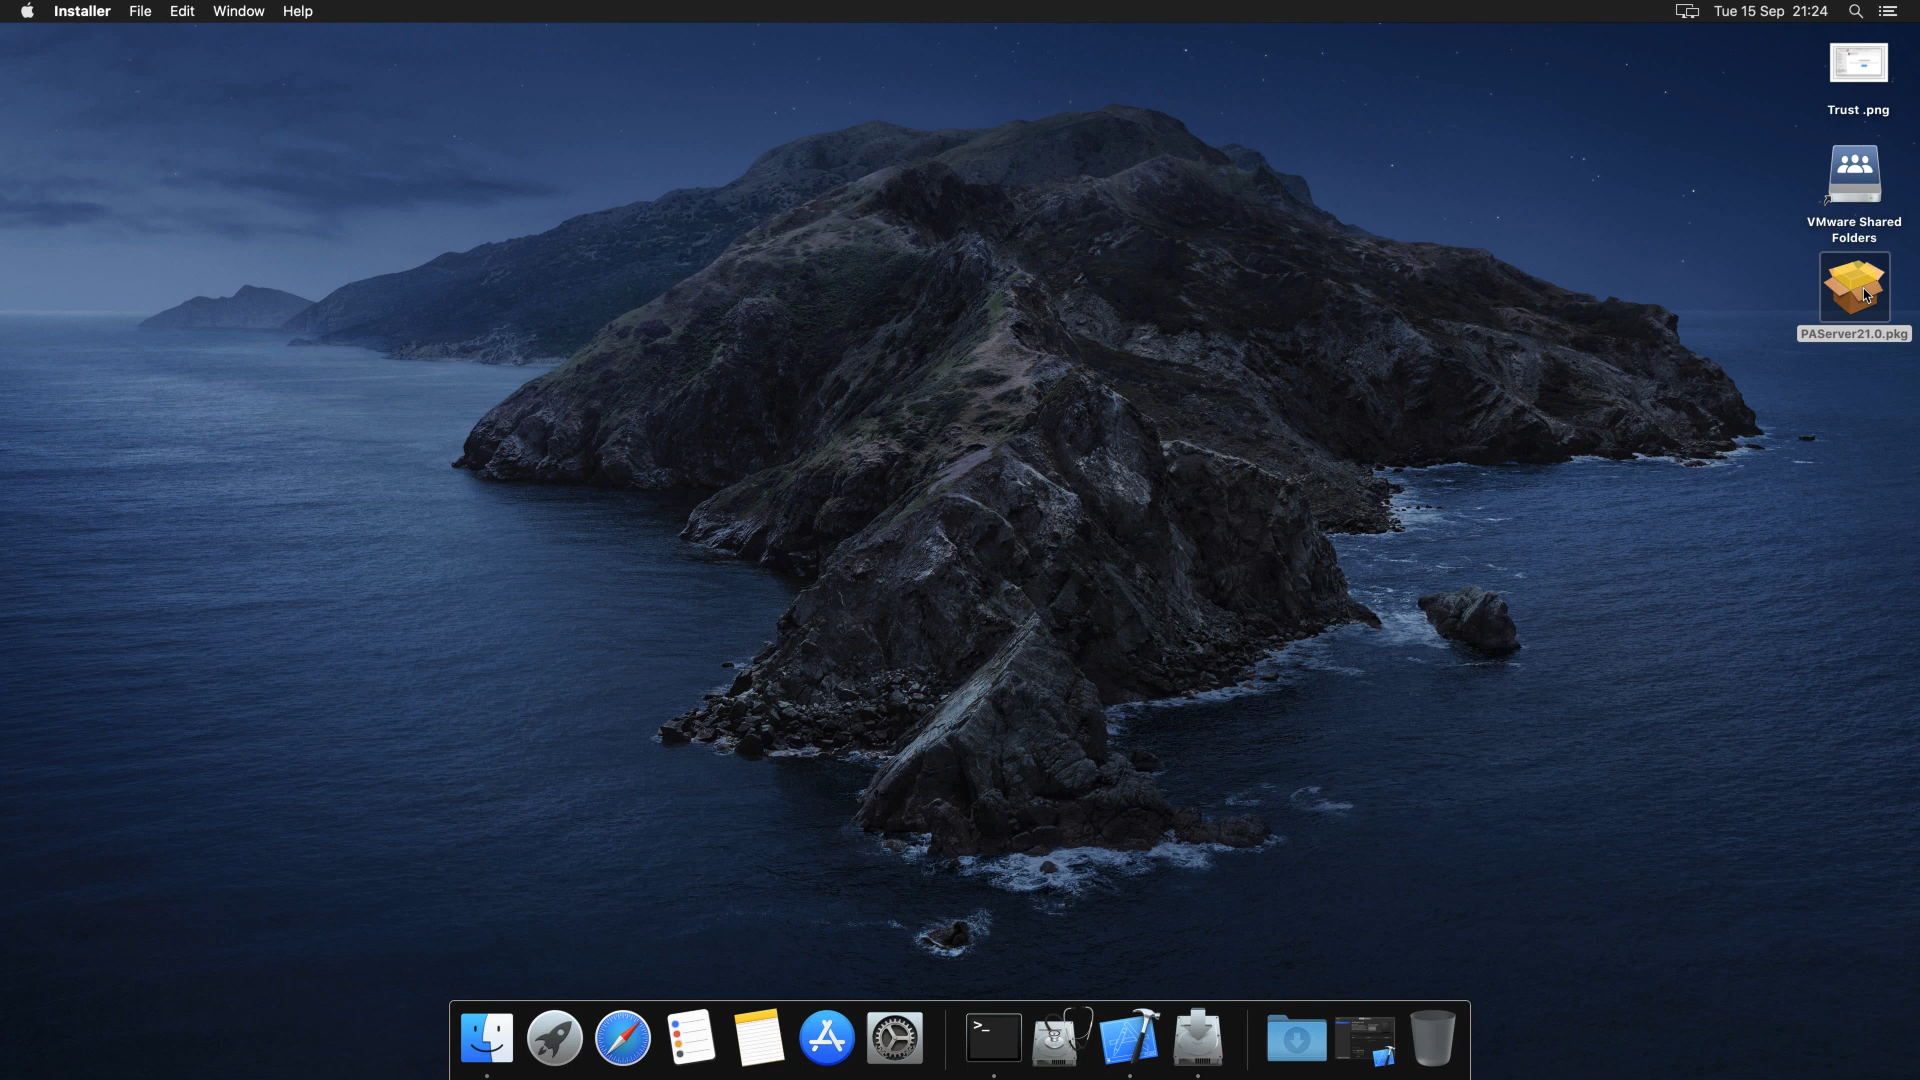 Installer File Edit Window Help Tue 15 Sep 21:24
Trust .png
VMware Shared
Folders
PAServer21.0.pkg
>_